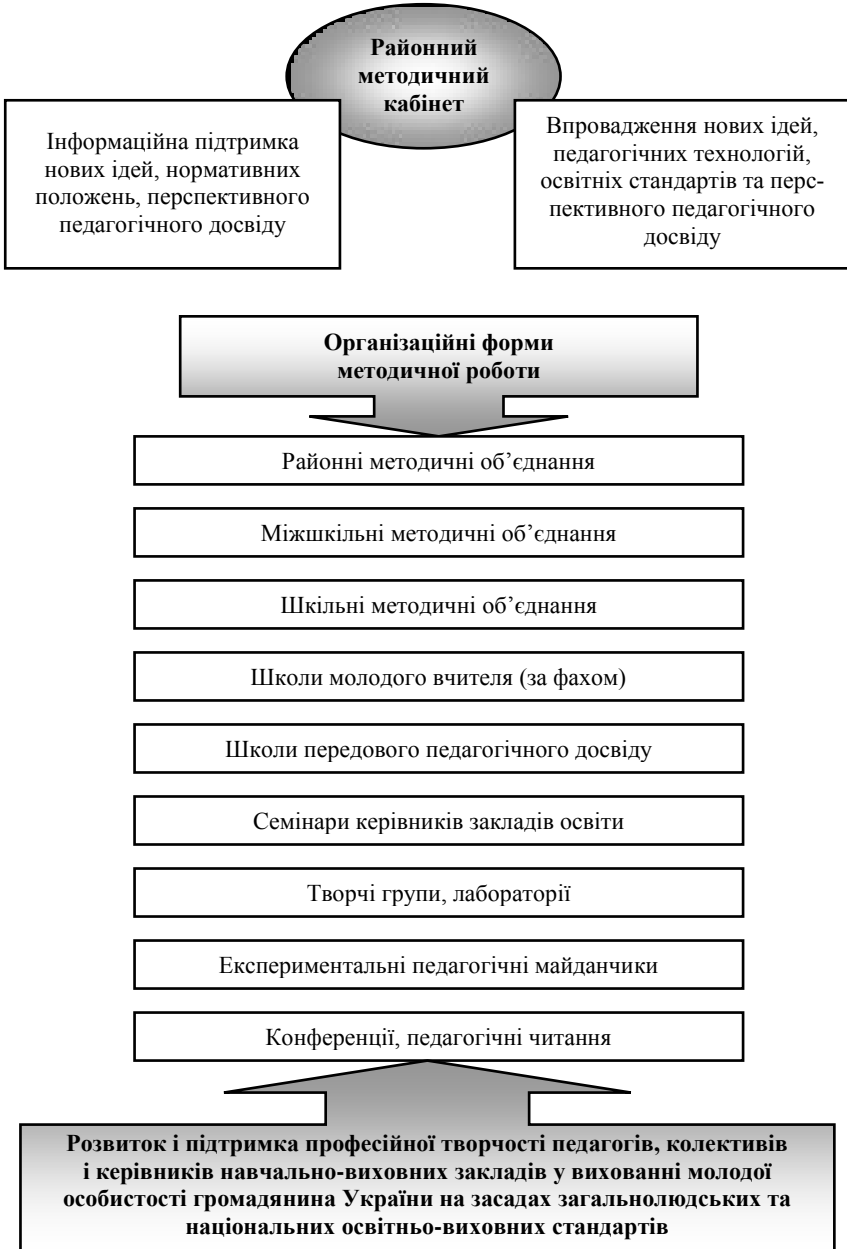 Районний
методичний
кабінет
Інформаційна підтримка
нових ідей, нормативних
положень, перспективного
педагогічного досвіду
Впровадження нових ідей,
педагогічних технологій,
освітніх стандартів та перс-
пективного педагогічного
досвіду
Організаційні форми
методичної роботи
Районні методичні об’єднання
Міжшкільні методичні об’єднання
Шкільні методичні об’єднання
Школи молодого вчителя (за фахом)
Школи передового педагогічного досвіду
Семінари керівників закладів освіти
Творчі групи, лабораторії
Експериментальні педагогічні майданчики
Конференції, педагогічні читання
Розвиток і підтримка професійної творчості педагогів, колективів
і керівників навчально-виховних закладів у вихованні молодої
особистості громадянина України на засадах загальнолюдських та
національних освітньо-виховних стандартів